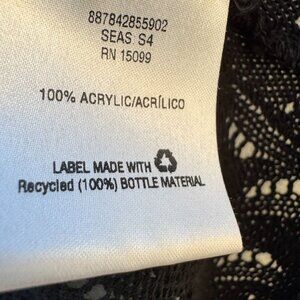 887842855902
SEAS S4
RN 15099
100% ACRYLIC/ACRÍLICO
LABEL MADE WITH
Recycled (100%) BOTTLE MATERIAL